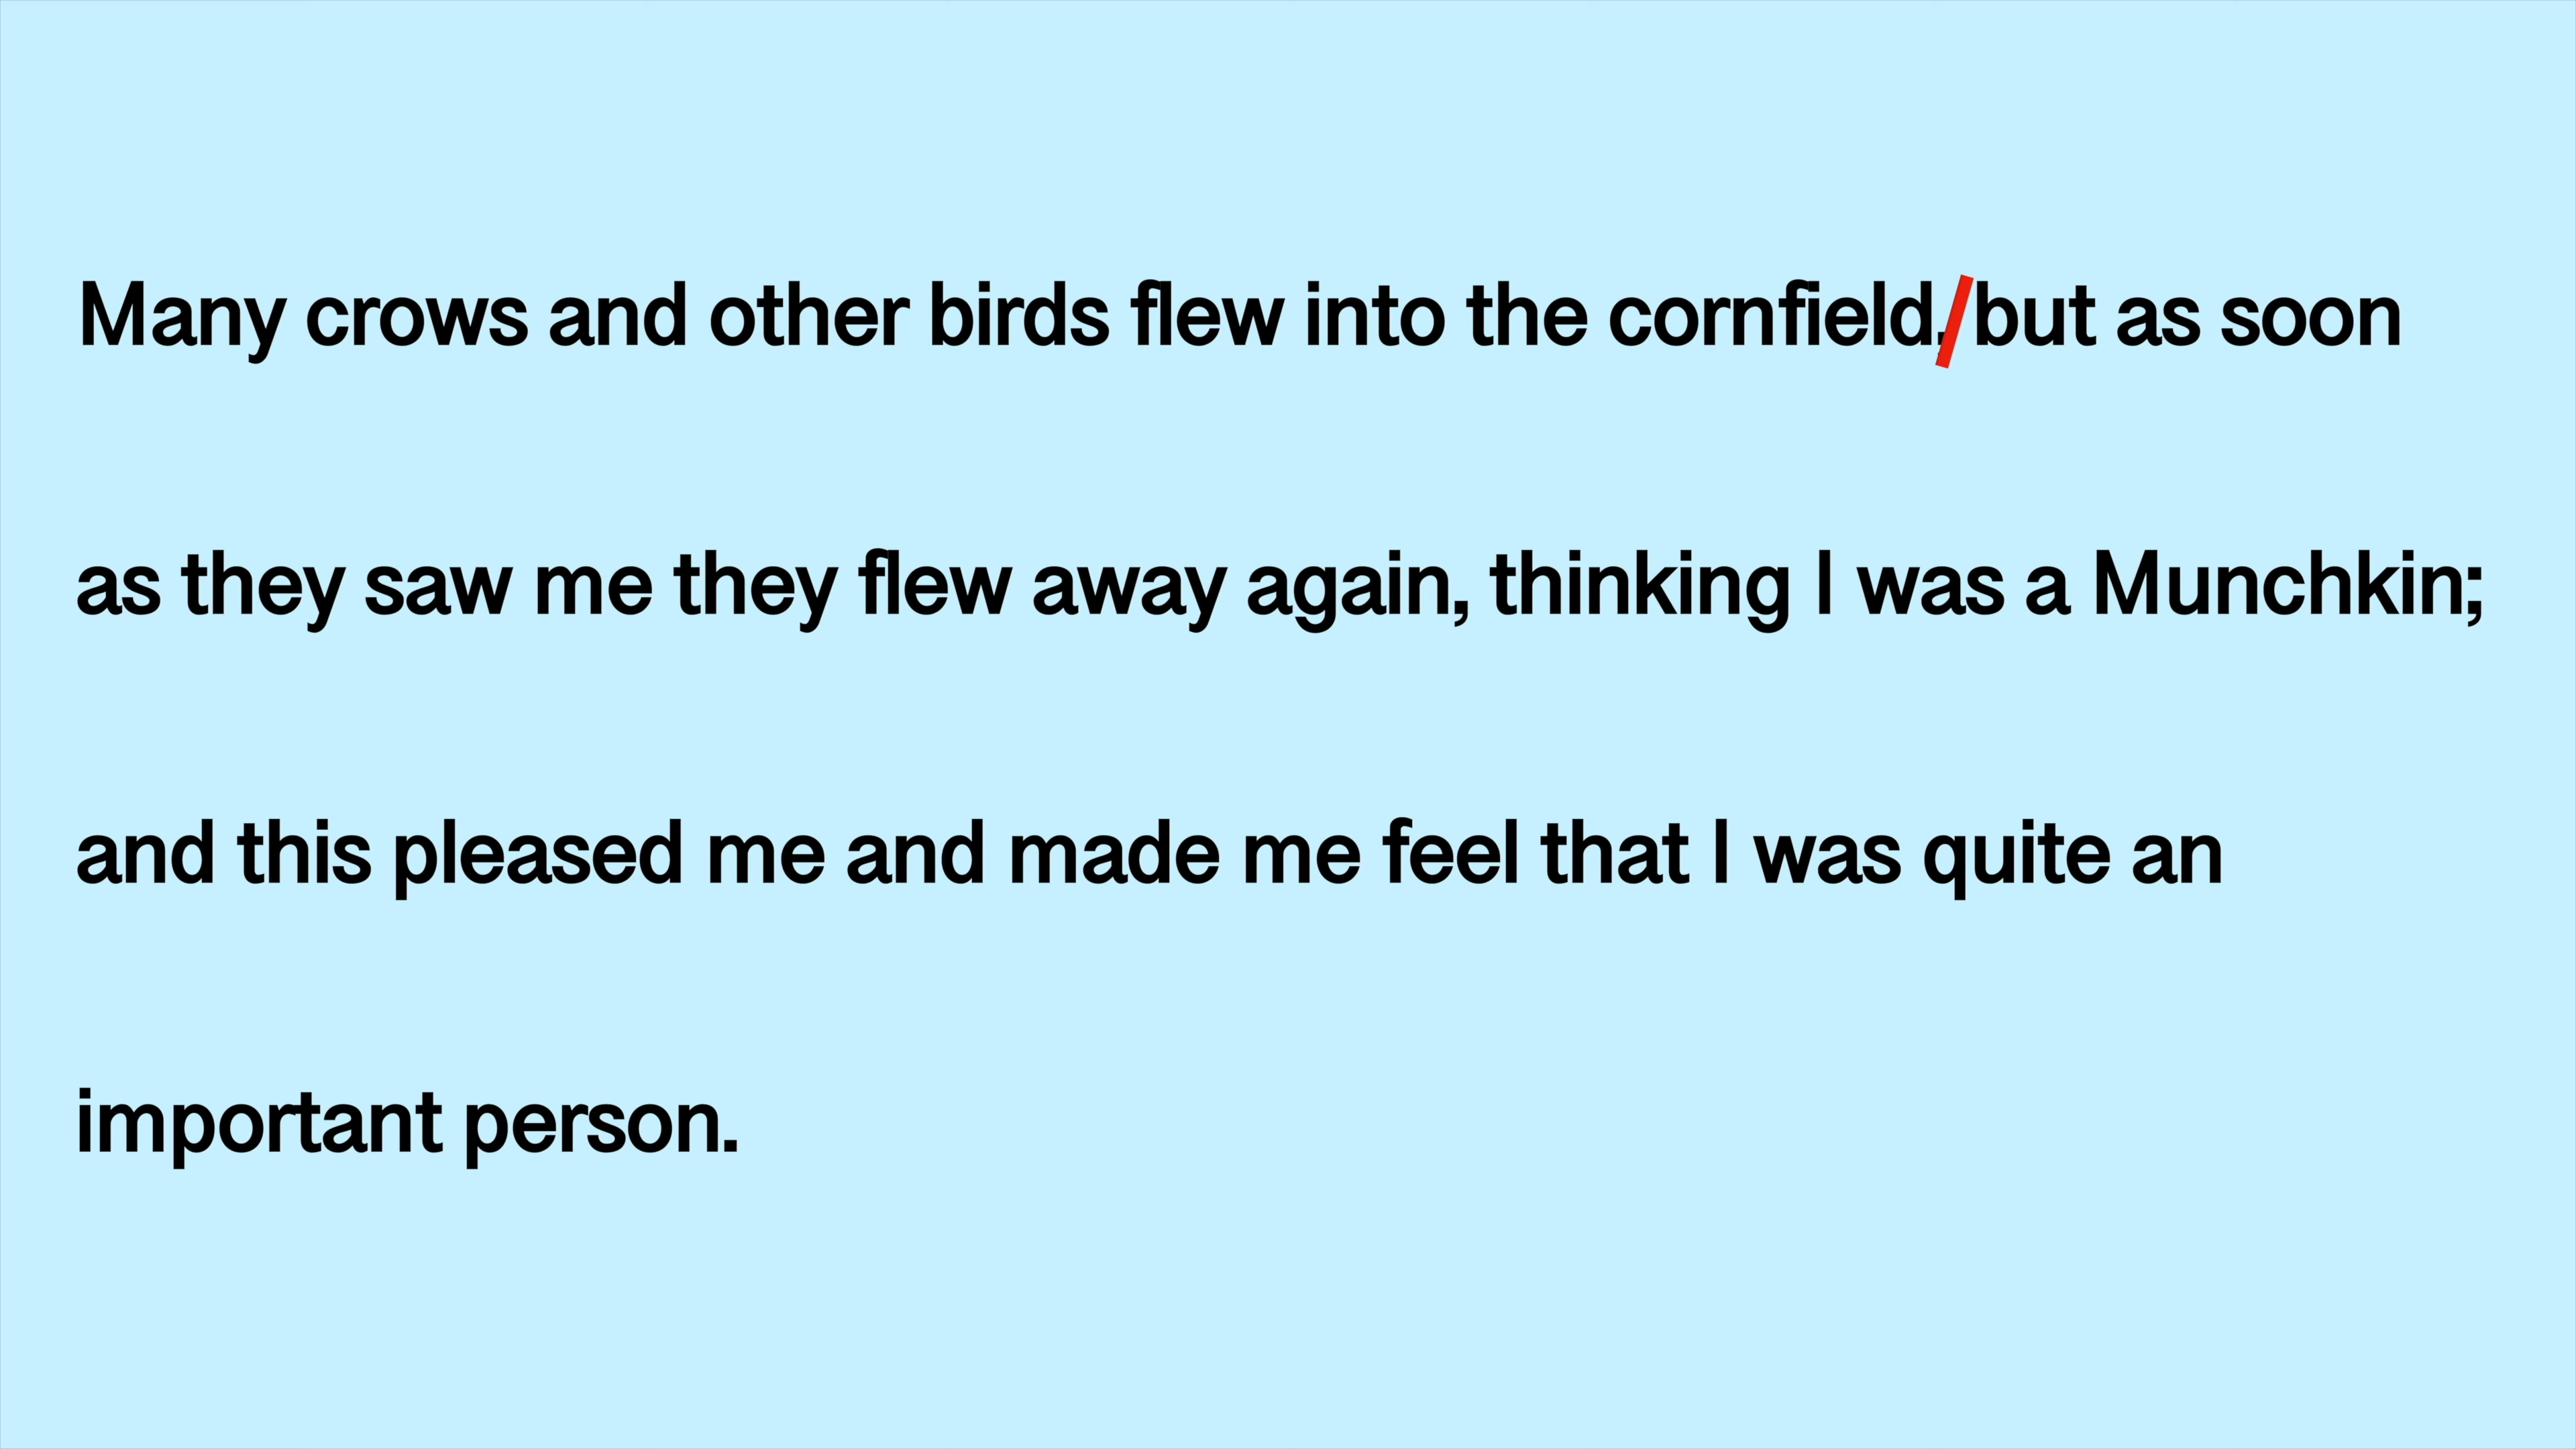 Many crows and other birds flew into the cornfield,/but as soon
as they saw me they flew away again, thinking I was a Munchkin;
and this pleased me and made me feel that I was quite an
important person.